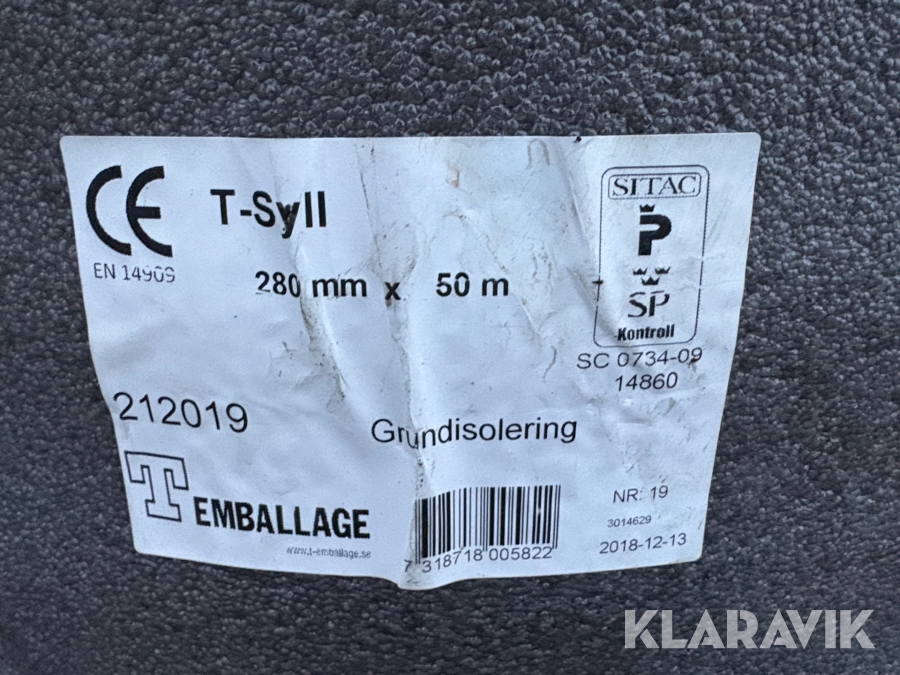 CE
EN 14909
T-Syll
280 mm x 50 m
SITAC
P
SP
Kontroll
SC 0734-09
14860
212019
Grundisolering
T EMBALLAGE
www.t-emballage.se
7 318718 005822
NR: 19
3014629
2018-12-13
KLARAVIK